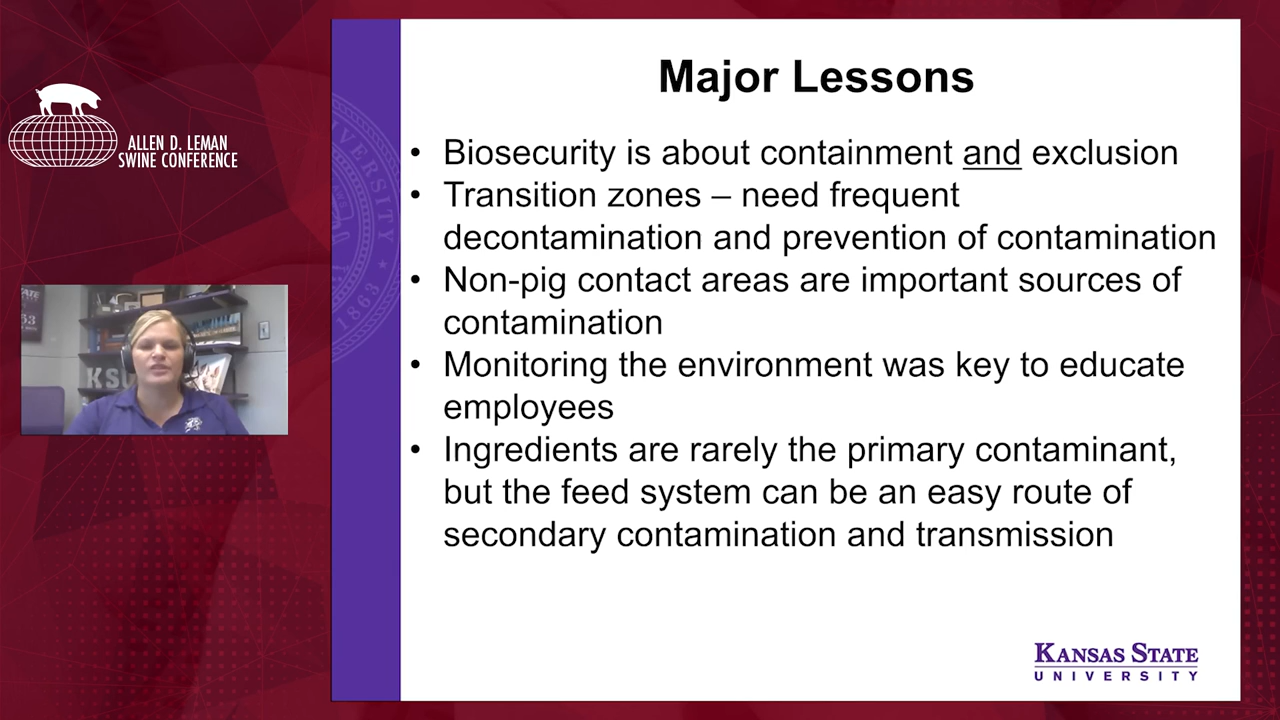 ALLEN D. LEMAN
SWINE CONFERENCE
Major Lessons
• Biosecurity is about containment and exclusion
• Transition zones – need frequent
decontamination and prevention of contamination
• Non-pig contact areas are important sources of
contamination
• Monitoring the environment was key to educate
employees
• Ingredients are rarely the primary contaminant,
but the feed system can be an easy route of
secondary contamination and transmission
KANSAS STATE
UNIVERSITY
UNIVERSITY
1863
KSU